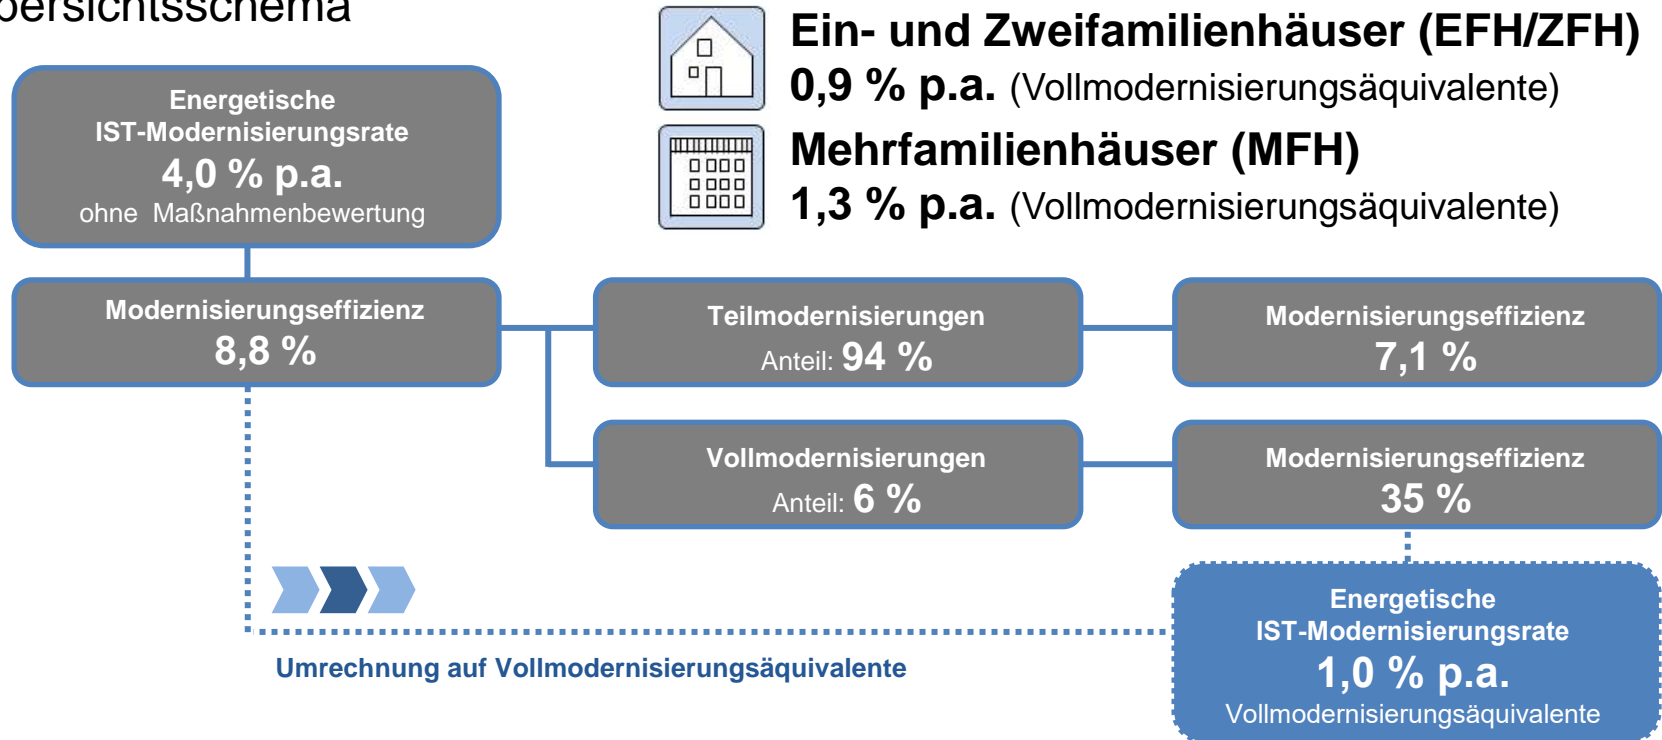 bersichtsschema
Ein- und Zweifamilienhäuser (EFH/ZFH)
0,9 % p.a. (Vollmodernisierungsäquivalente)
Mehrfamilienhäuser (MFH)
1,3 % p.a. (Vollmodernisierungsäquivalente)
Energetische
IST-Modernisierungsrate
4,0 % p.a.
ohne Maßnahmenbewertung
Modernisierungseffizienz
8,8 %
Teilmodernisierungen
Anteil: 94 %
Modernisierungseffizienz
7,1 %
Vollmodernisierungen
Anteil: 6 %
Modernisierungseffizienz
35 %
Umrechnung auf Vollmodernisierungsäquivalente
Energetische
IST-Modernisierungsrate
1,0 % p.a.
Vollmodernisierungsäquivalente